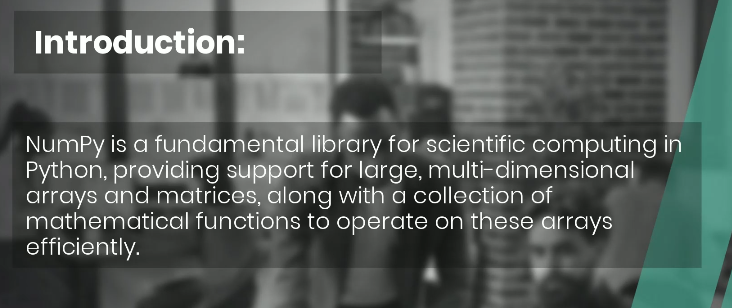 Introduction:
NumPy is a fundamental library for scientific computing in
Python, providing support for large, multi-dimensional
arrays and matrices, along with a collection of
mathematical functions to operate on these arrays
efficiently.